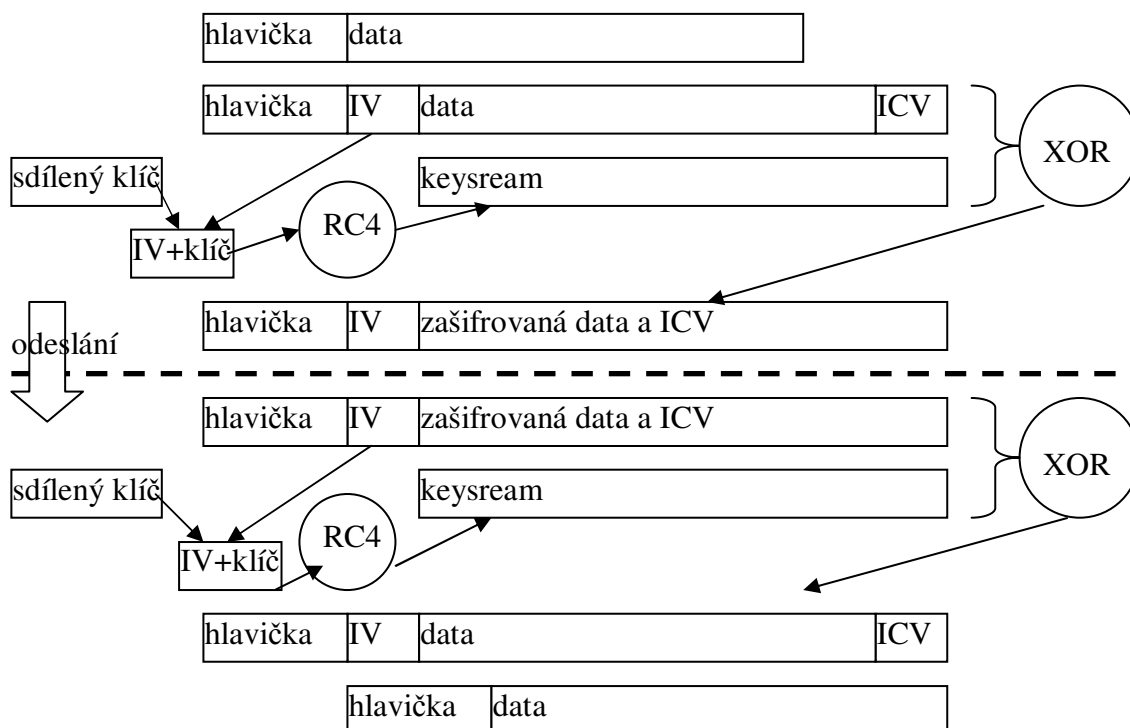 hlavička data
hlavička IV data ICV
XOR
sdílený klíč keysream
RC4
IV+klíč
hlavička IV zašifrovaná data a ICV
odeslání
hlavička IV zašifrovaná data a ICV
XOR
sdílený klíč keysream
RC4
IV+klíč
hlavička IV data ICV
hlavička data